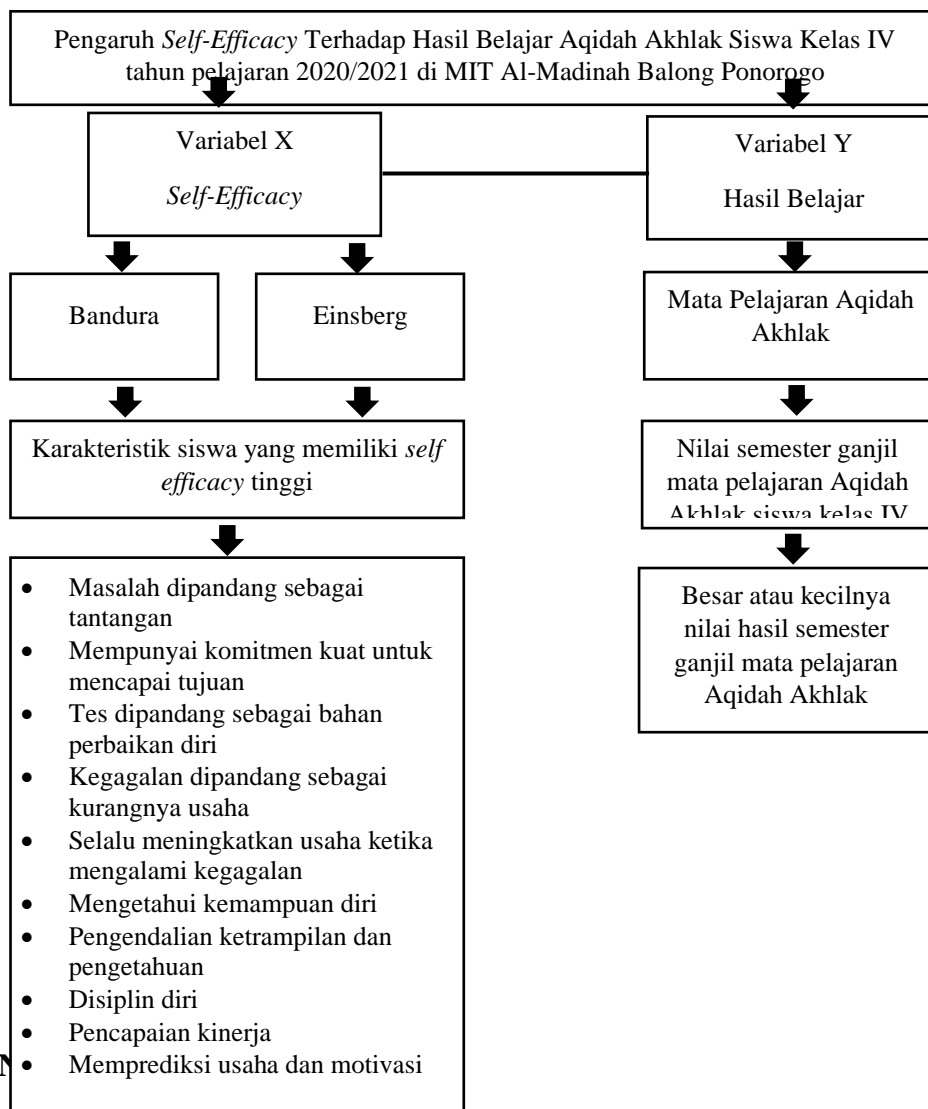 Pengaruh Self-Efficacy Terhadap Hasil Belajar Aqidah Akhlak Siswa Kelas IV
tahun pelajaran 2020/2021 di MIT Al-Madinah Balong Ponorogo
Variabel X
Self-Efficacy
Variabel Y
Hasil Belajar
Bandura
Einsberg
Mata Pelajaran Aqidah
Akhlak
Karakteristik siswa yang memiliki self
efficacy tinggi
Nilai semester ganjil
mata pelajaran Aqidah
Akhlak siswa kelas IV
• Masalah dipandang sebagai
tantangan
• Mempunyai komitmen kuat untuk
mencapai tujuan
• Tes dipandang sebagai bahan
perbaikan diri
• Kegagalan dipandang sebagai
kurangnya usaha
• Selalu meningkatkan usaha ketika
mengalami kegagalan
• Mengetahui kemampuan diri
• Pengendalian ketrampilan dan
pengetahuan
• Disiplin diri
• Pencapaian kinerja
• Memprediksi usaha dan motivasi
Besar atau kecilnya
nilai hasil semester
ganjil mata pelajaran
Aqidah Akhlak